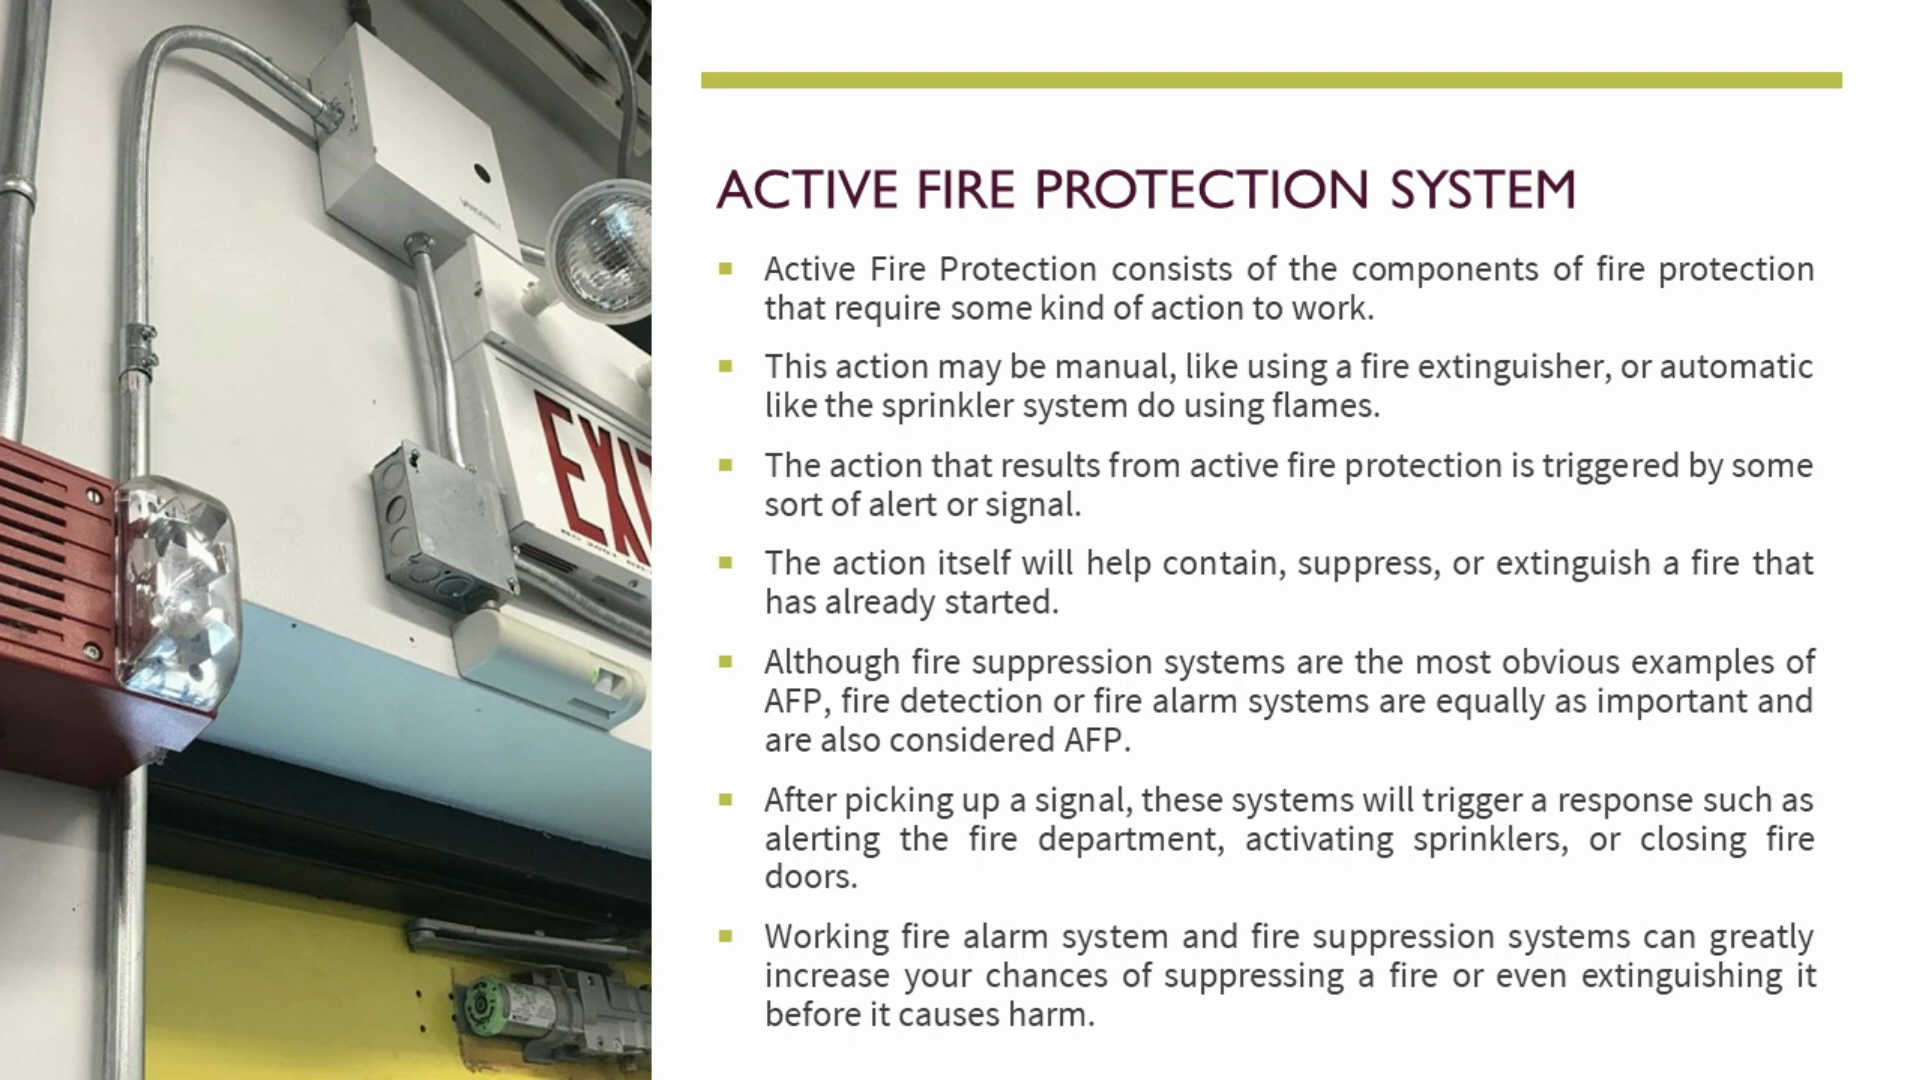 ACTIVE FIRE PROTECTION SYSTEM
Active Fire Protection consists of the components of fire protection
that require some kind of action to work.
This action may be manual, like using a fire extinguisher, or automatic
like the sprinkler system do using flames.
The action that results from active fire protection is triggered by some
sort of alert or signal.
The action itself will help contain, suppress, or extinguish a fire that
has already started.
Although fire suppression systems are the most obvious examples of
AFP, fire detection or fire alarm systems are equally as important and
are also considered AFP.
After picking up a signal, these systems will trigger a response such as
alerting the fire department, activating sprinklers, or closing fire
doors.
Working fire alarm system and fire suppression systems can greatly
increase your chances of suppressing a fire or even extinguishing it
before it causes harm.
EXI